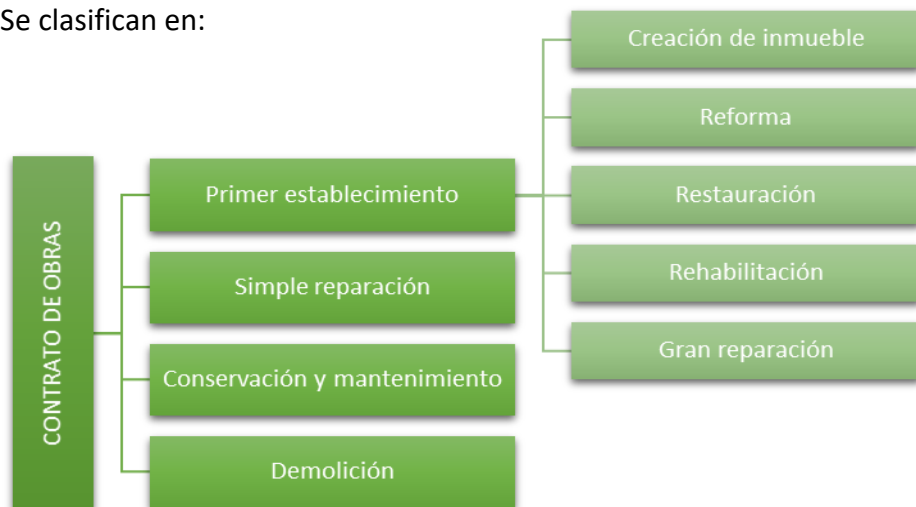 Se clasifican en:
CONTRATO DE OBRAS
Primer establecimiento
Simple reparación
Conservación y mantenimiento
Demolición
Creación de inmueble
Reforma
Restauración
Rehabilitación
Gran reparación